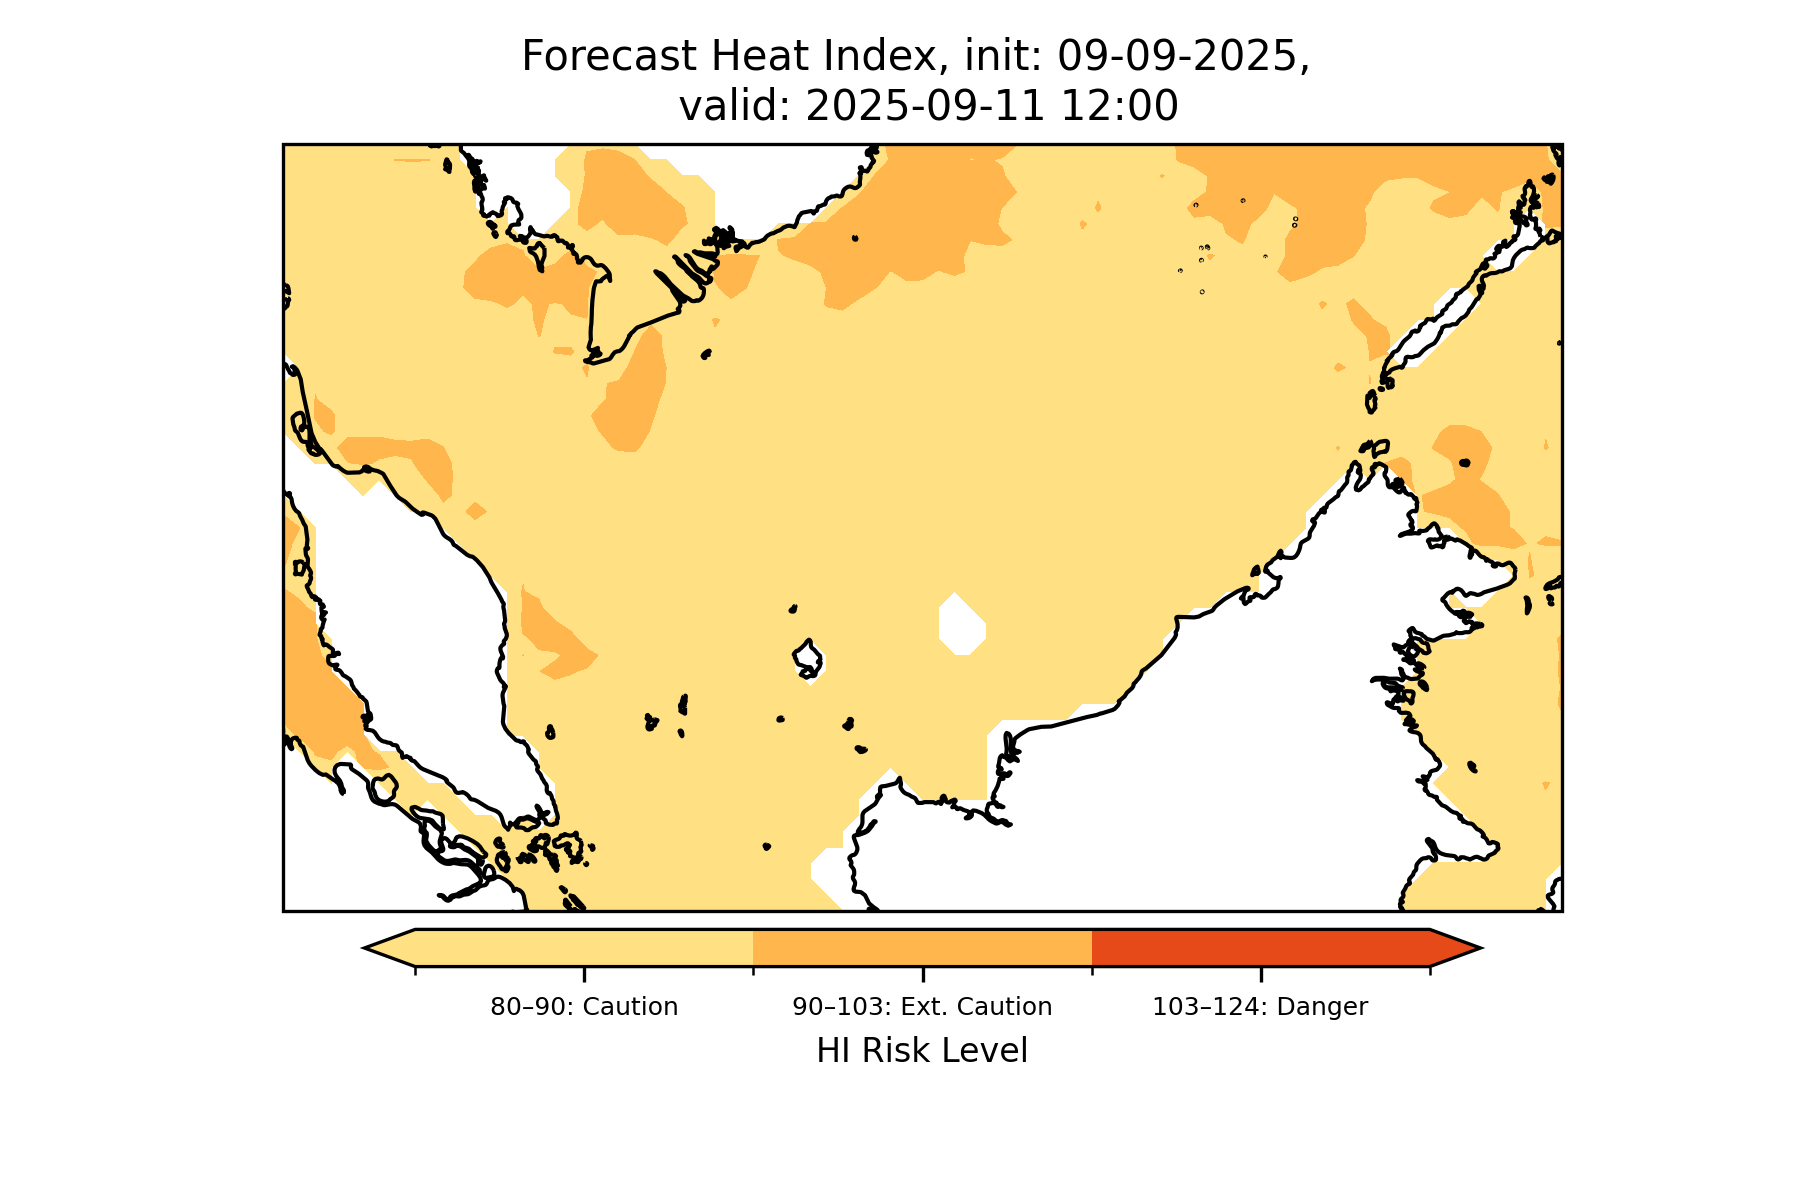 Forecast Heat Index, init: 09-09-2025,
valid: 2025-09-11 12:00
80–90: Caution
90–103: Ext. Caution
103–124: Danger
HI Risk Level